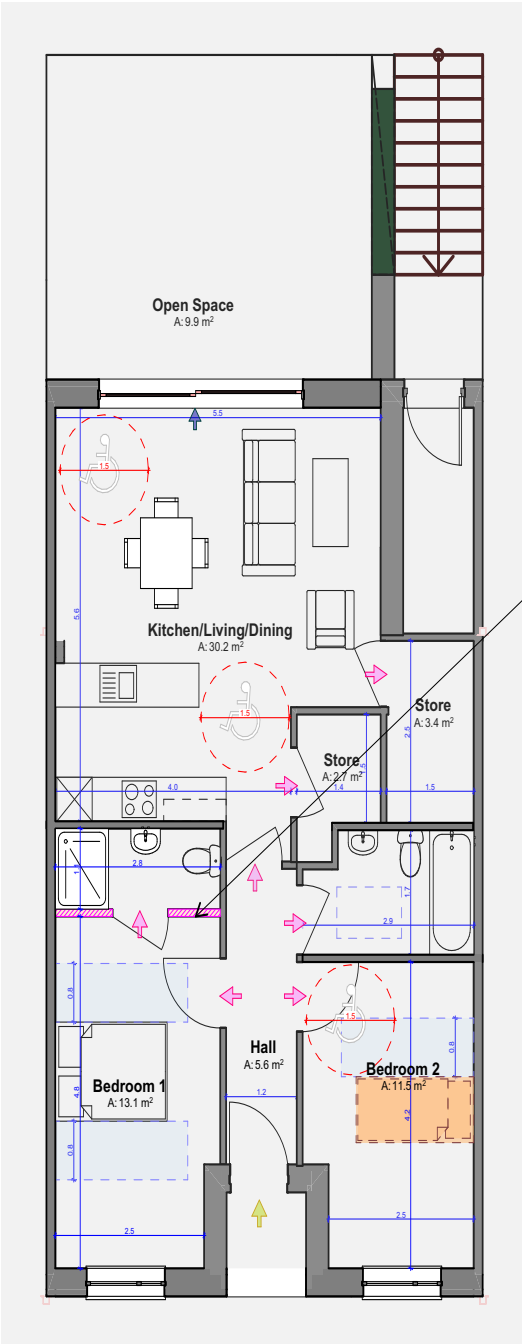 Open Space
A: 9.9 m²
5.5
1.5
5.6
Kitchen/Living/Dining
A: 30.2 m²
1.5
Store
A: 3.4 m²
2.5
Store
A: 2.7 m²
1.5
4.0
1.4
1.5
2.8
1.7
2.9
0.8
1.5
0.8
Hall
A: 5.6 m²
Bedroom 2
A: 11.5 m²
Bedroom 1
A: 13.1 m²
4.8
1.2
4.2
0.8
2.5
2.5